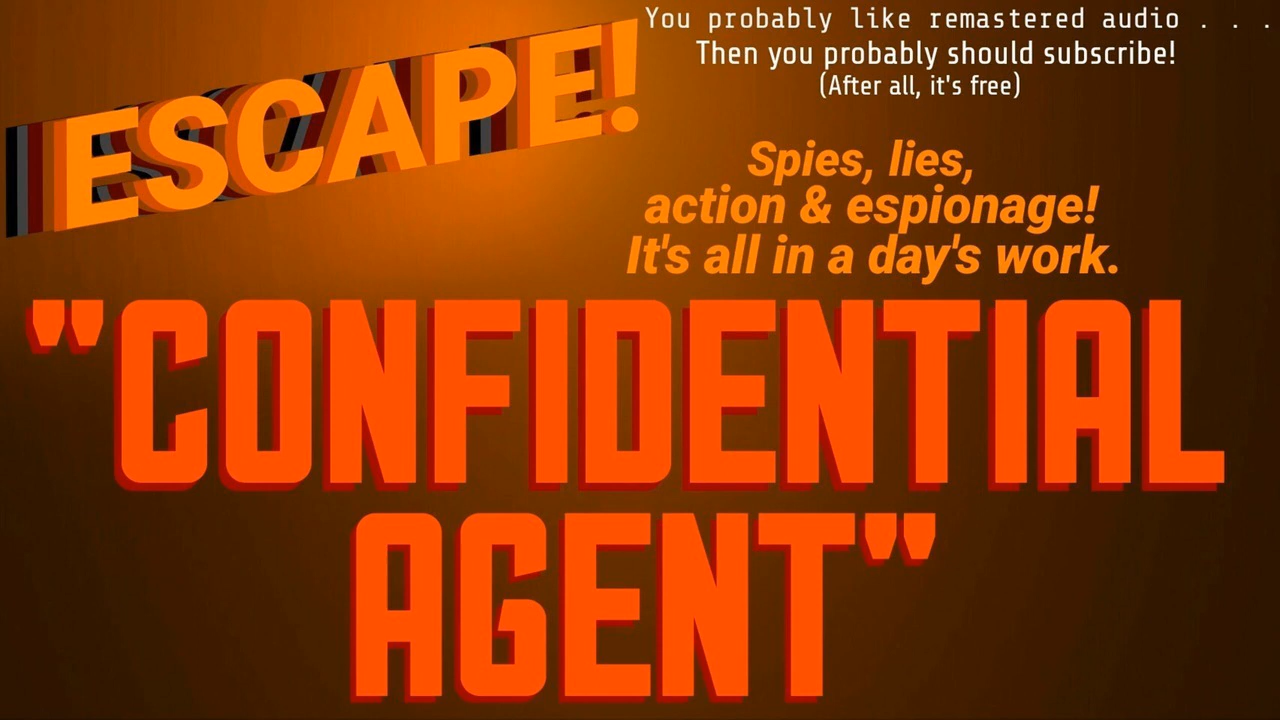 ESCAPE!
You probably like remastered audio . . .
Then you probably should subscribe!
(After all, it's free)
Spies, lies,
action & espionage!
It's all in a day's work.
"CONFIDENTIAL
AGENT"